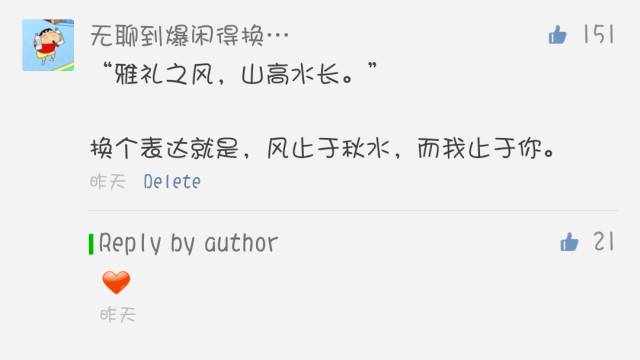 无聊到爆闲得换…
151
“雅礼之风，山高水长。”
换个表达就是，风止于秋水，而我止于你。
昨天 Delete
Reply by author
21
昨天